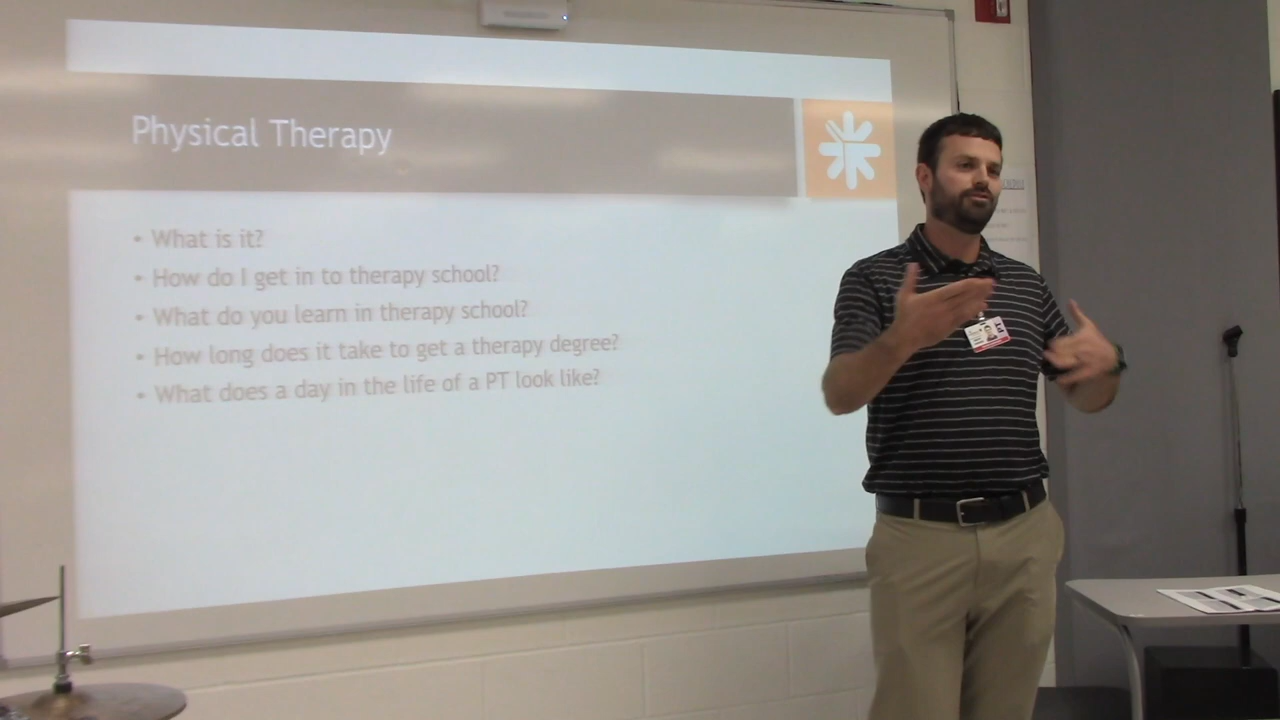 Physical Therapy
• What is it?
• How do I get in to therapy school?
• What do you learn in therapy school?
• How long does it take to get a therapy degree?
• What does a day in the life of a PT look like?
PT